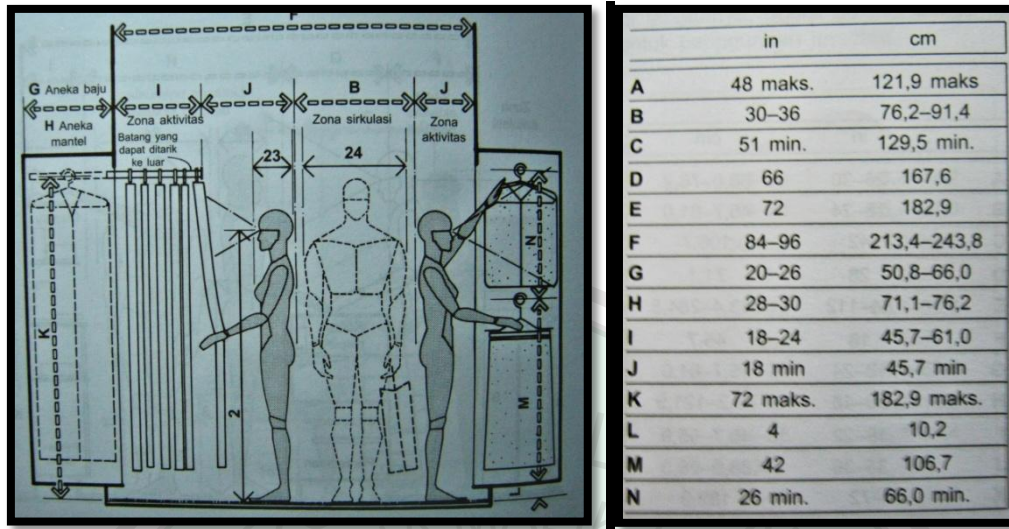 F
G Aneka baju
I
J
B
J
H Aneka
mantel
Zona aktivitas
Zona sirkulasi
Zona
aktivitas
Batang yang
dapat ditarik
ke luar
23
24
N
K
2
M
L
in cm
A 48 maks. 121,9 maks
B 30–36 76,2–91,4
C 51 min. 129,5 min.
D 66 167,6
E 72 182,9
F 84–96 213,4–243,8
G 20–26 50,8–66,0
H 28–30 71,1–76,2
I 18–24 45,7–61,0
J 18 min 45,7 min
K 72 maks. 182,9 maks.
L 4 10,2
M 42 106,7
N 26 min. 66,0 min.